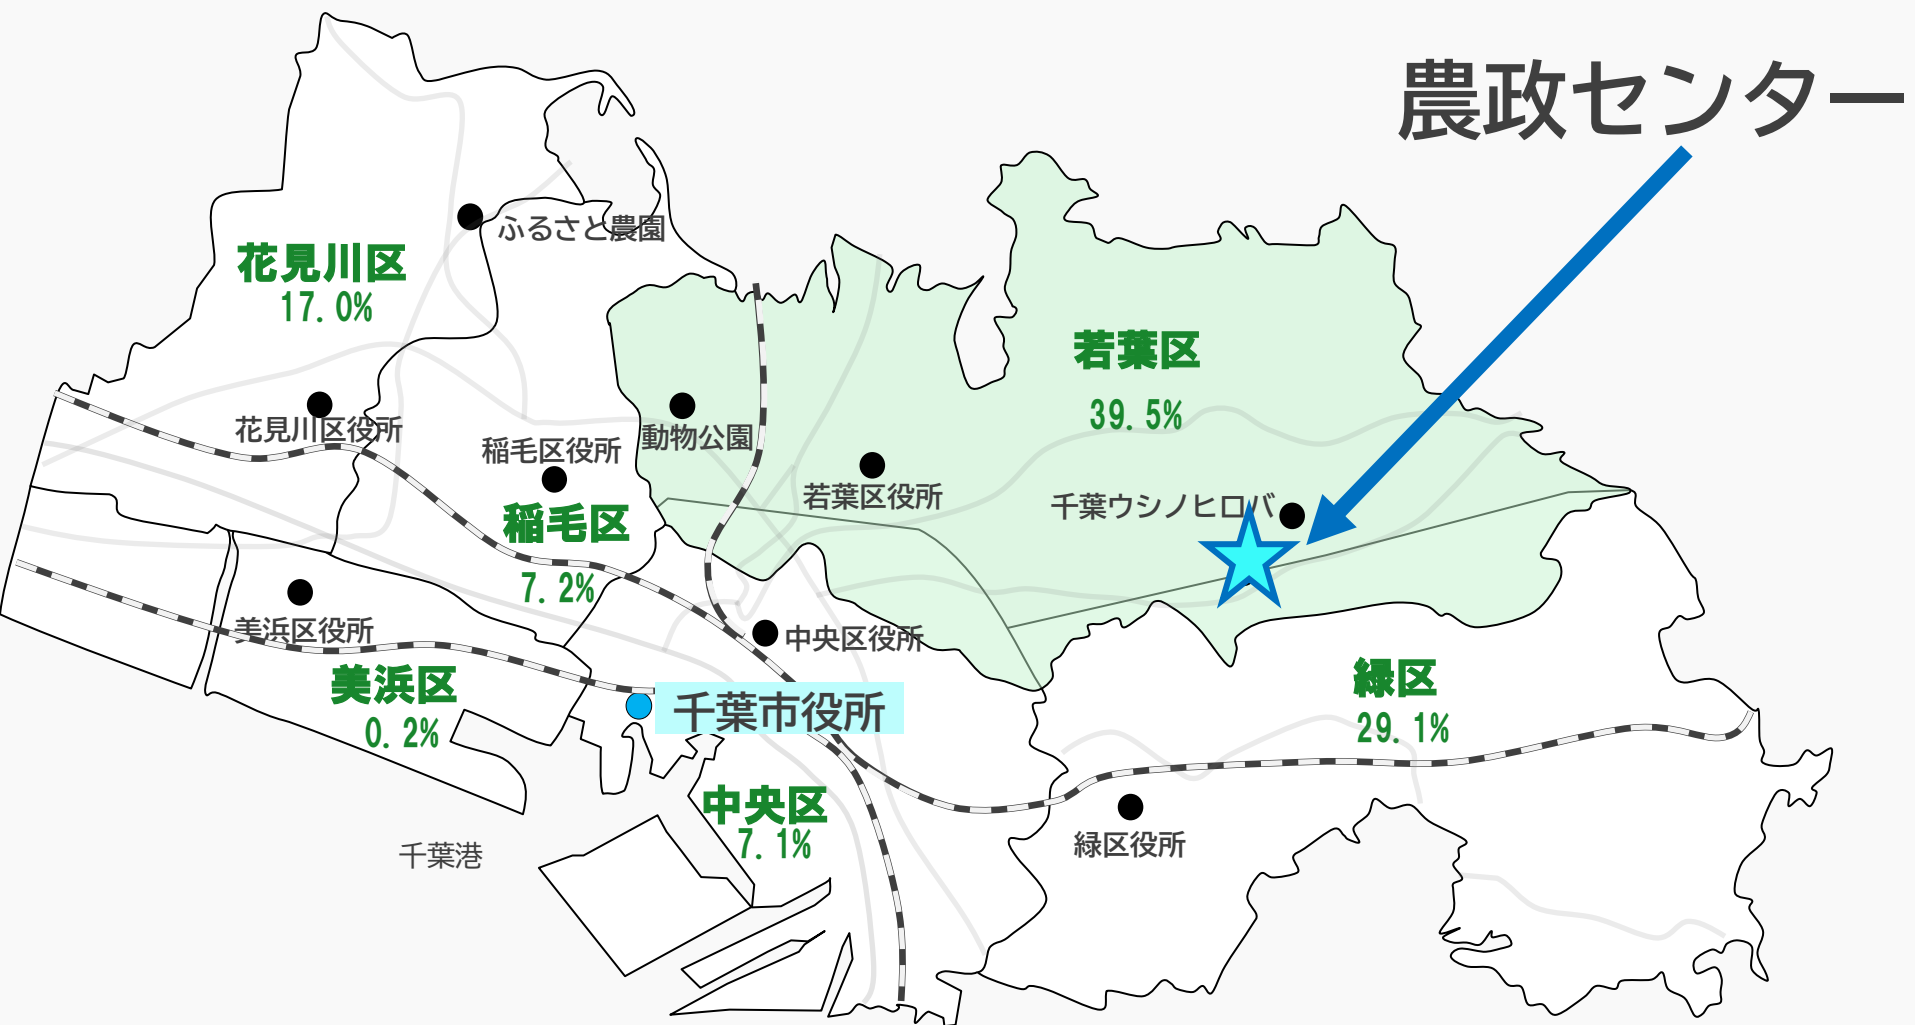 農政センター
ふるさと農園
花見川区
17.0%
若葉区
39.5%
花見川区役所
動物公園
稲毛区役所
若葉区役所
千葉ウシノヒロバ
稲毛区
7.2%
美浜区役所
中央区役所
美浜区
0.2%
千葉市役所
緑区
29.1%
中央区
7.1%
緑区役所
千葉港